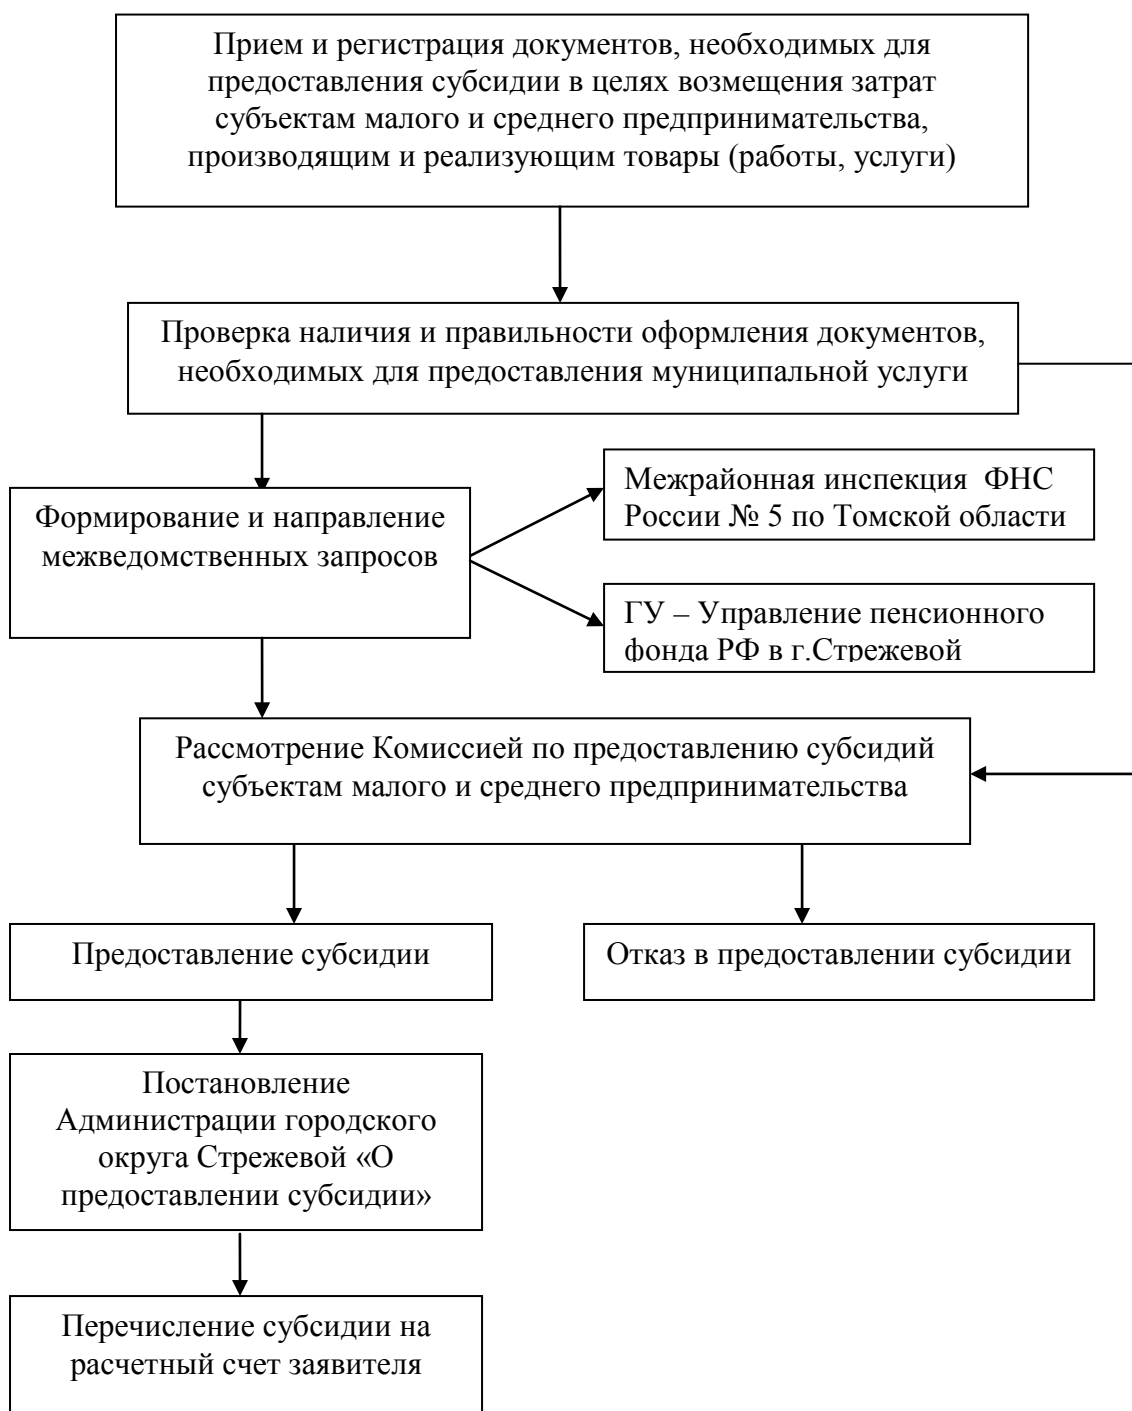 Прием и регистрация документов, необходимых для
предоставления субсидии в целях возмещения затрат
субъектам малого и среднего предпринимательства,
производящим и реализующим товары (работы, услуги)
Проверка наличия и правильности оформления документов,
необходимых для предоставления муниципальной услуги
Формирование и направление
межведомственных запросов
Межрайонная инспекция ФНС
России № 5 по Томской области
ГУ – Управление пенсионного
фонда РФ в г.Стрежевой
Рассмотрение Комиссией по предоставлению субсидий
субъектам малого и среднего предпринимательства
Предоставление субсидии
Отказ в предоставлении субсидии
Постановление
Администрации городского
округа Стрежевой «О
предоставлении субсидии»
Перечисление субсидии на
расчетный счет заявителя